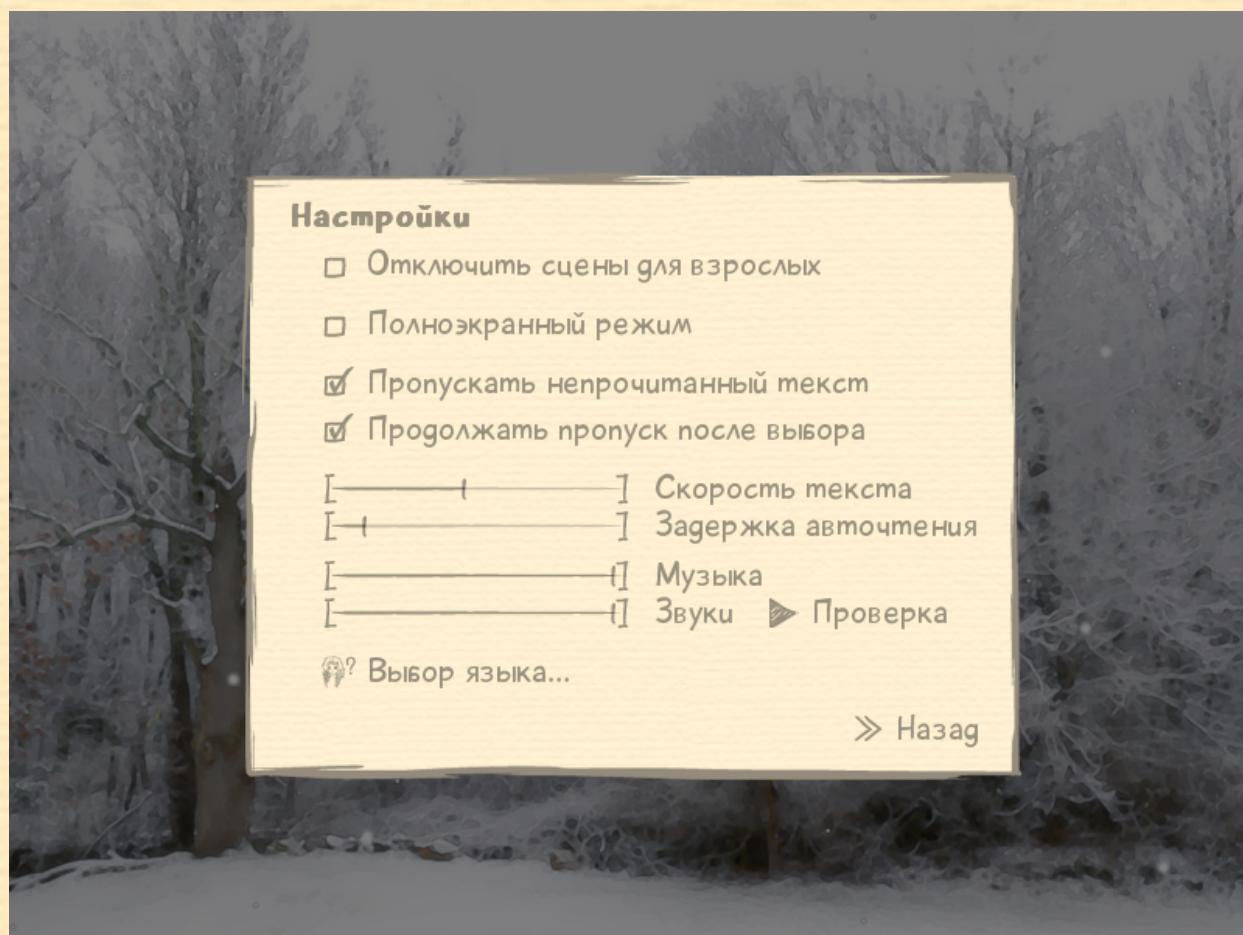 Настройки
Отключить сцены для взрослых
Полноэкранный режим
Пропускать непрочитанный текст
Продолжать пропуск после выбора
Скорость текста
Задержка авточтения
Музыка
Звуки ▶ Проверка
? Выбор языка...
» Назад